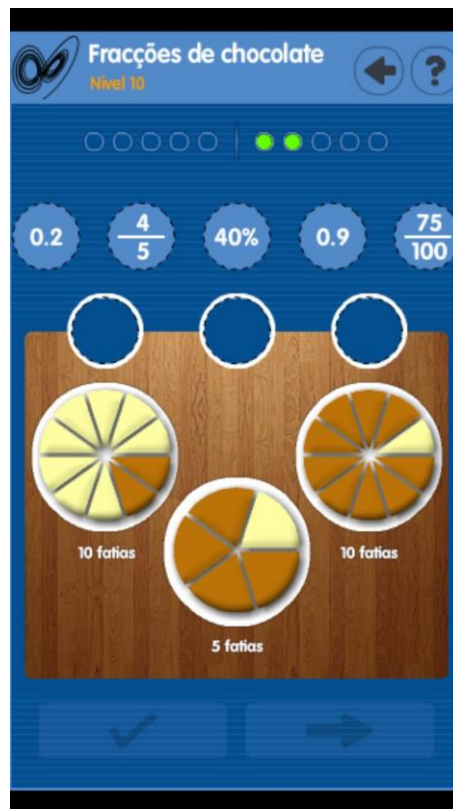 Fracções de chocolate
Nível 10
0.2
4
5
40%
0.9
75
100
10 fatias
10 fatias
5 fatias